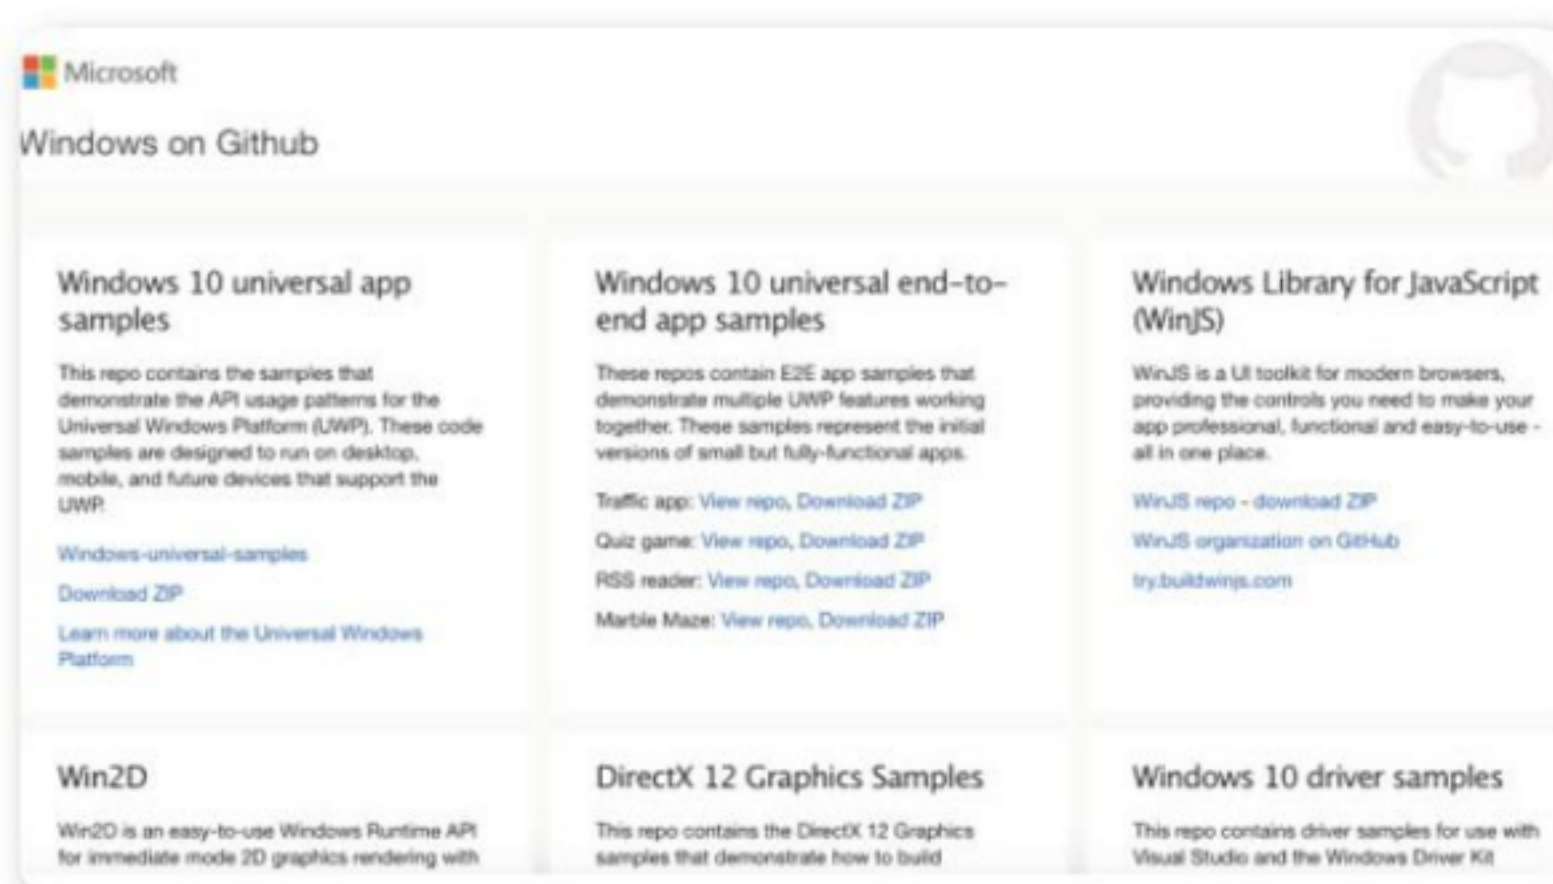 Microsoft
Windows on Github
Windows 10 universal app
samples
This repo contains the samples that
demonstrate the API usage patterns for the
Universal Windows Platform (UWP). These code
samples are designed to run on desktop,
mobile, and future devices that support the
UWP.
Windows-universal-samples
Download ZIP
Learn more about the Universal Windows
Platform
Windows 10 universal end-to-
end app samples
These repos contain E2E app samples that
demonstrate multiple UWP features working
together. These samples represent the initial
versions of small but fully-functional apps.
Traffic app: View repo, Download ZIP
Quiz game: View repo, Download ZIP
RSS reader: View repo, Download ZIP
Marble Maze: View repo, Download ZIP
Windows Library for JavaScript
(WinJS)
WinJS is a UI toolkit for modern browsers,
providing the controls you need to make your
app professional, functional and easy-to-use -
all in one place.
WinJS repo - download ZIP
WinJS organization on GitHub
try.buildwinjs.com
Win2D
Win2D is an easy-to-use Windows Runtime API
for immediate mode 2D graphics rendering with
DirectX 12 Graphics Samples
This repo contains the DirectX 12 Graphics
samples that demonstrate how to build
Windows 10 driver samples
This repo contains driver samples for use with
Visual Studio and the Windows Driver Kit